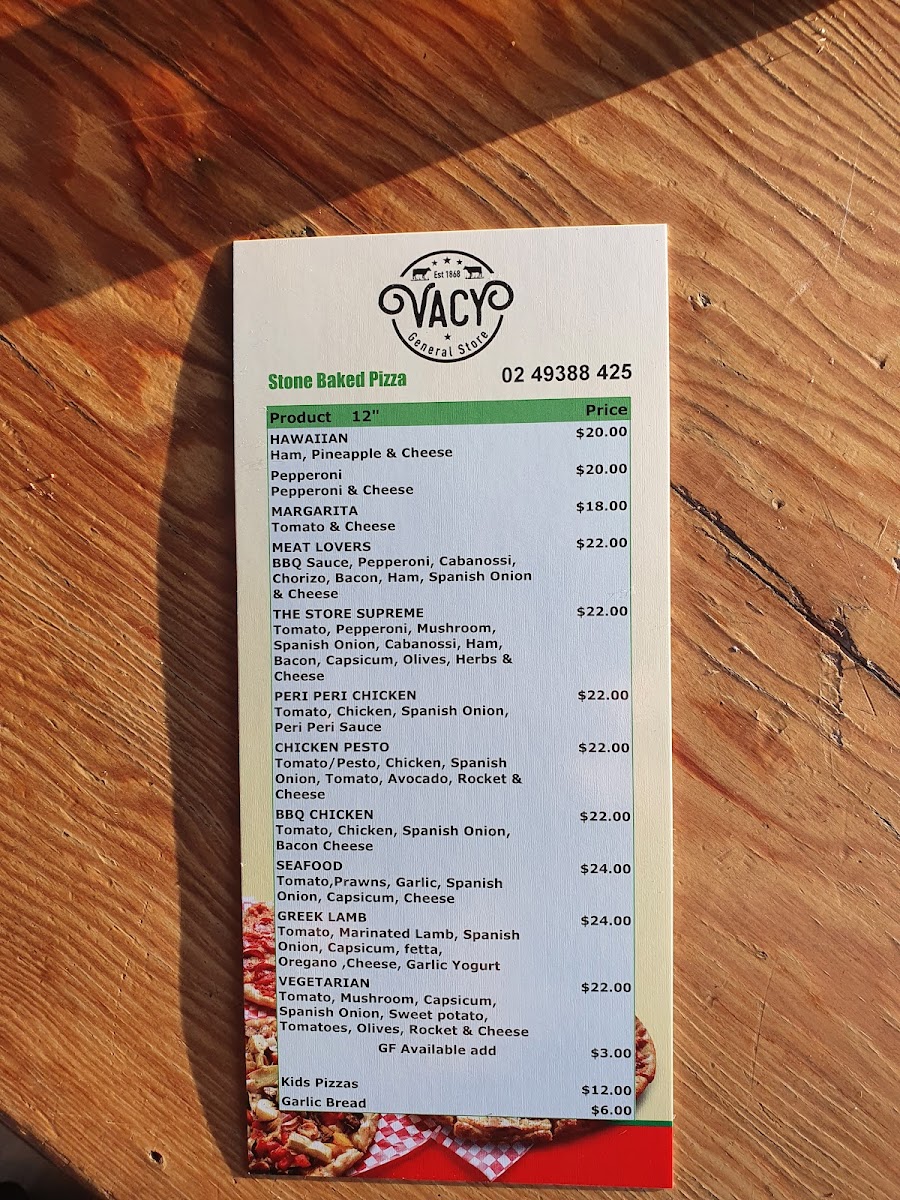 Est 1868
VACY
General Store
Stone Baked Pizza 02 49388 425
Product 12" Price
HAWAIIAN $20.00
Ham, Pineapple & Cheese
Pepperoni $20.00
Pepperoni & Cheese
MARGARITA $18.00
Tomato & Cheese
MEAT LOVERS $22.00
BBQ Sauce, Pepperoni, Cabanossi,
Chorizo, Bacon, Ham, Spanish Onion
& Cheese
THE STORE SUPREME $22.00
Tomato, Pepperoni, Mushroom,
Spanish Onion, Cabanossi, Ham,
Bacon, Capsicum, Olives, Herbs &
Cheese
PERI PERI CHICKEN $22.00
Tomato, Chicken, Spanish Onion,
Peri Peri Sauce
CHICKEN PESTO $22.00
Tomato/Pesto, Chicken, Spanish
Onion, Tomato, Avocado, Rocket &
Cheese
BBQ CHICKEN $22.00
Tomato, Chicken, Spanish Onion,
Bacon Cheese
SEAFOOD $24.00
Tomato,Prawns, Garlic, Spanish
Onion, Capsicum, Cheese
GREEK LAMB $24.00
Tomato, Marinated Lamb, Spanish
Onion, Capsicum, fetta,
Oregano ,Cheese, Garlic Yogurt
VEGETARIAN $22.00
Tomato, Mushroom, Capsicum,
Spanish Onion, Sweet potato,
Tomatoes, Olives, Rocket & Cheese
GF Available add $3.00
Kids Pizzas $12.00
Garlic Bread $6.00